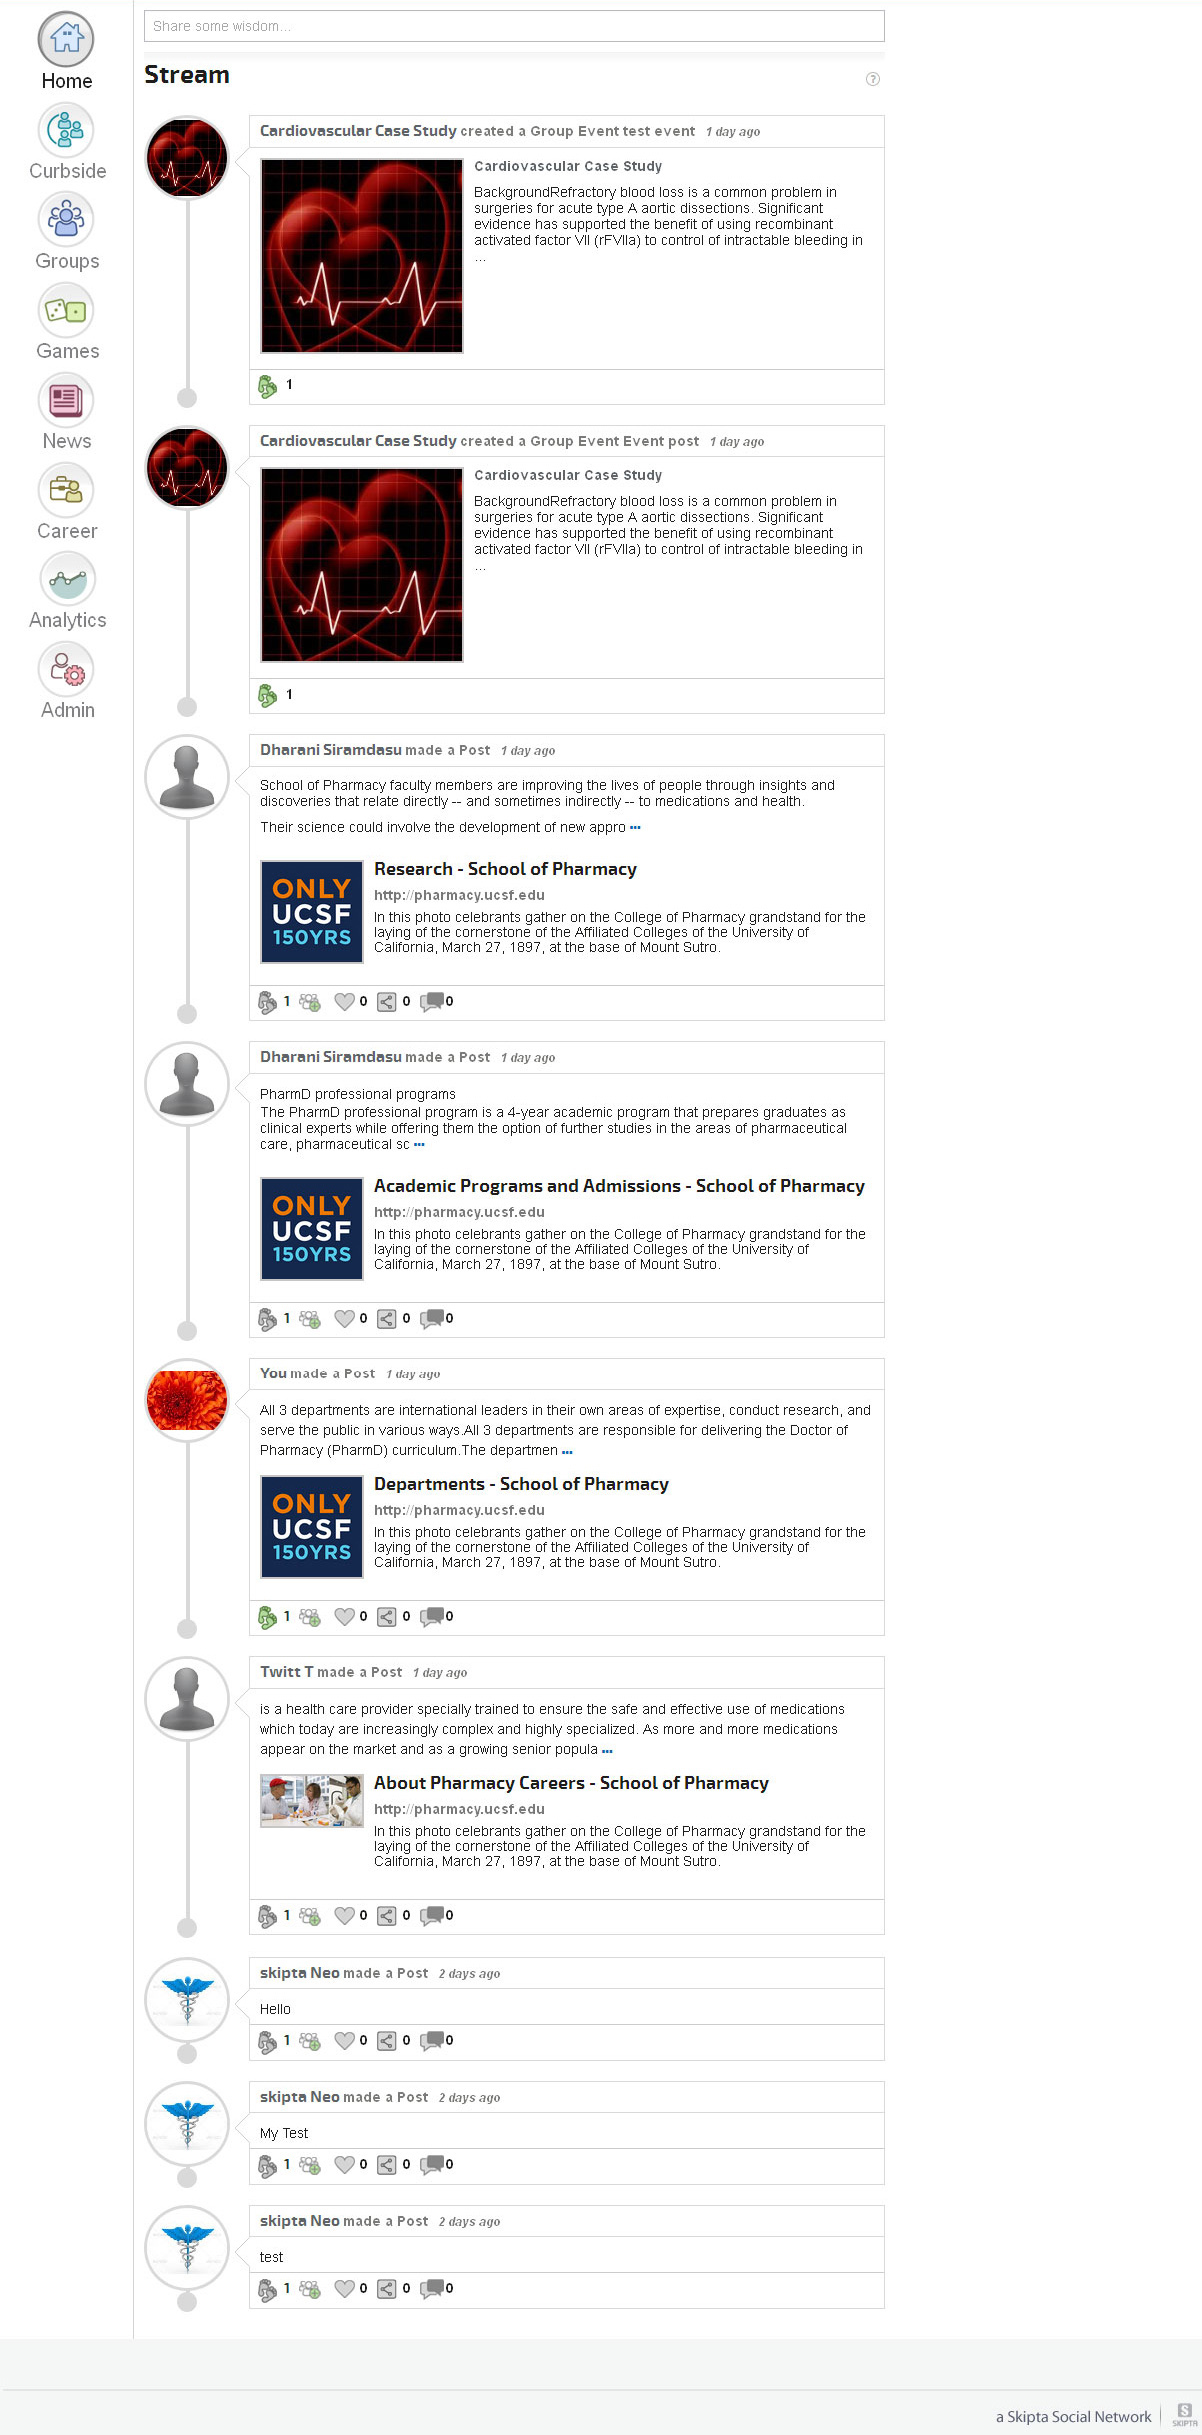 Share some wisdom...
Home
Curbside
Groups
Games
News
Career
Analytics
Admin
Stream
?
Cardiovascular Case Study created a Group Event test event 1 day ago
Cardiovascular Case Study
BackgroundRefractory blood loss is a common problem in
surgeries for acute type A aortic dissections. Significant
evidence has supported the benefit of using recombinant
activated factor VII (rFVIIa) to control of intractable bleeding in
...
1
Cardiovascular Case Study created a Group Event Event post 1 day ago
Cardiovascular Case Study
BackgroundRefractory blood loss is a common problem in
surgeries for acute type A aortic dissections. Significant
evidence has supported the benefit of using recombinant
activated factor VII (rFVIIa) to control of intractable bleeding in
...
1
Dharani Siramdasu made a Post 1 day ago
School of Pharmacy faculty members are improving the lives of people through insights and
discoveries that relate directly -- and sometimes indirectly -- to medications and health.
Their science could involve the development of new appro ...
ONLY
UCSF
150YRS
Research - School of Pharmacy
http://pharmacy.ucsf.edu
In this photo celebrants gather on the College of Pharmacy grandstand for the
laying of the cornerstone of the Affiliated Colleges of the University of
California, March 27, 1897, at the base of Mount Sutro.
1 0 0 0
Dharani Siramdasu made a Post 1 day ago
PharmD professional programs
The PharmD professional program is a 4-year academic program that prepares graduates as
clinical experts while offering them the option of further studies in the areas of pharmaceutical
care, pharmaceutical sc ...
ONLY
UCSF
150YRS
Academic Programs and Admissions - School of Pharmacy
http://pharmacy.ucsf.edu
In this photo celebrants gather on the College of Pharmacy grandstand for the
laying of the cornerstone of the Affiliated Colleges of the University of
California, March 27, 1897, at the base of Mount Sutro.
1 0 0 0
You made a Post 1 day ago
All 3 departments are international leaders in their own areas of expertise, conduct research, and
serve the public in various ways.All 3 departments are responsible for delivering the Doctor of
Pharmacy (PharmD) curriculum.The departmen ...
ONLY
UCSF
150YRS
Departments - School of Pharmacy
http://pharmacy.ucsf.edu
In this photo celebrants gather on the College of Pharmacy grandstand for the
laying of the cornerstone of the Affiliated Colleges of the University of
California, March 27, 1897, at the base of Mount Sutro.
1 0 0 0
Twitt T made a Post 1 day ago
is a health care provider specially trained to ensure the safe and effective use of medications
which today are increasingly complex and highly specialized. As more and more medications
appear on the market and as a growing senior popula ...
About Pharmacy Careers - School of Pharmacy
http://pharmacy.ucsf.edu
In this photo celebrants gather on the College of Pharmacy grandstand for the
laying of the cornerstone of the Affiliated Colleges of the University of
California, March 27, 1897, at the base of Mount Sutro.
1 0 0 0
skipta Neo made a Post 2 days ago
Hello
1 0 0 0
skipta Neo made a Post 2 days ago
My Test
1 0 0 0
skipta Neo made a Post 2 days ago
test
1 0 0 0
a Skipta Social Network
S
SKIPTA